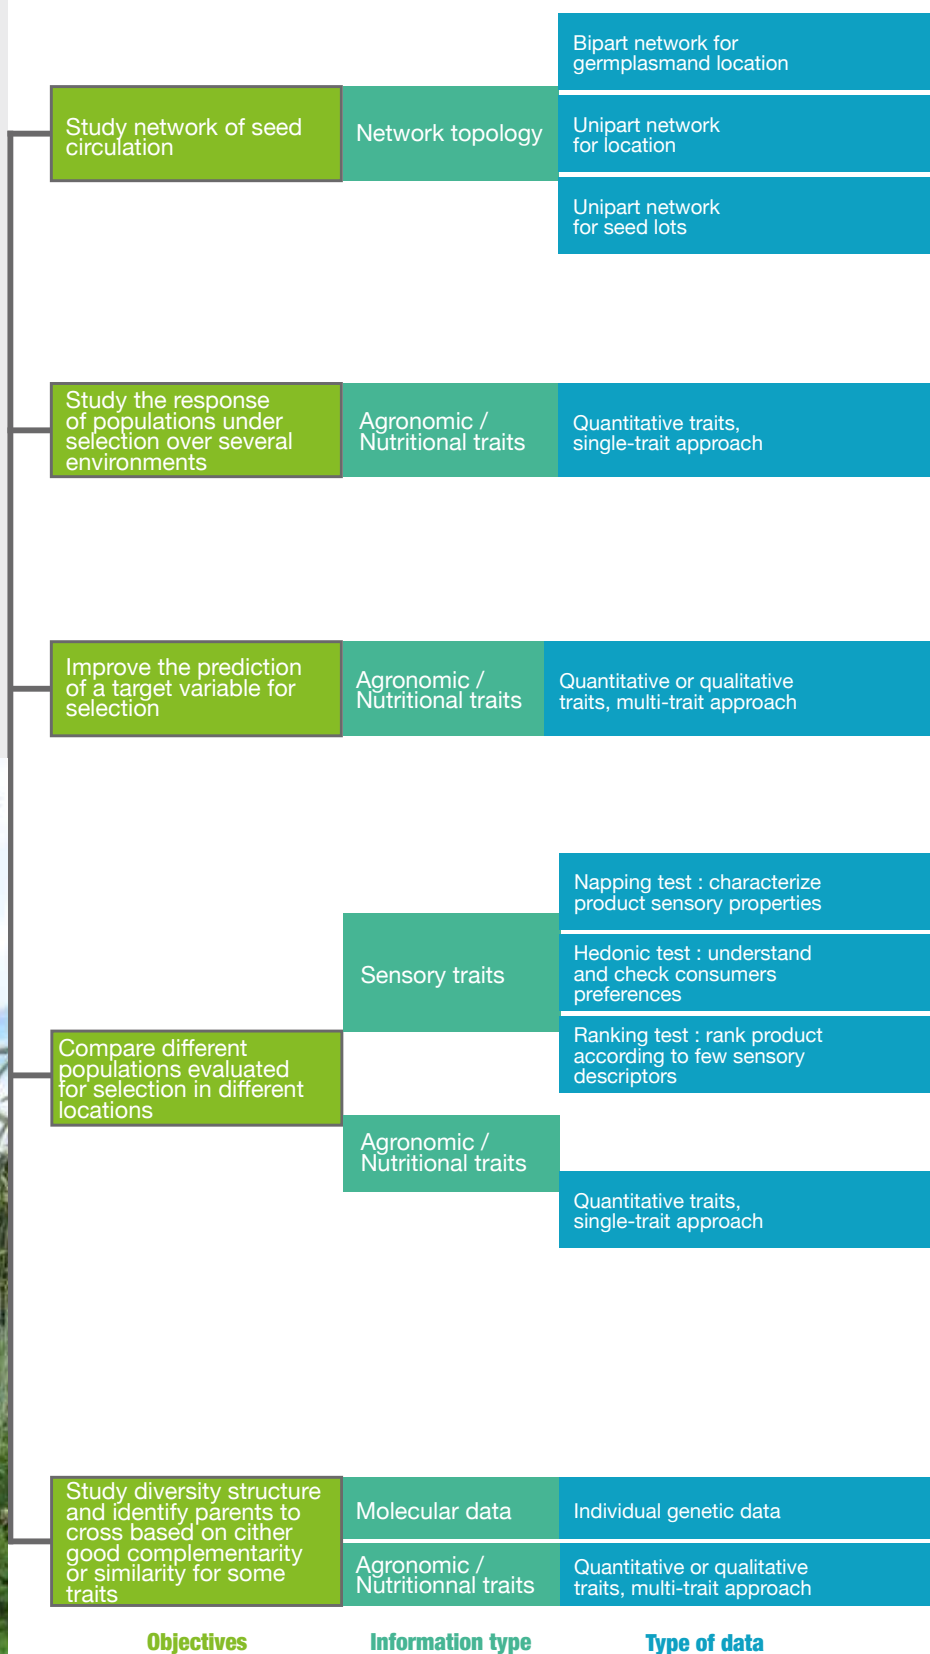 Study network of seed
circulation
Network topology
Bipart network for
germplasmand location
Unipart network
for location
Unipart network
for seed lots
Study the response
of populations under
selection over several
environments
Agronomic /
Nutritional traits
Quantitative traits,
single-trait approach
Improve the prediction
of a target variable for
selection
Agronomic /
Nutritional traits
Quantitative or qualitative
traits, multi-trait approach
Compare different
populations evaluated
for selection in different
locations
Sensory traits
Napping test : characterize
product sensory properties
Hedonic test : understand
and check consumers
preferences
Ranking test : rank product
according to few sensory
descriptors
Agronomic /
Nutritional traits
Quantitative traits,
single-trait approach
Study diversity structure
and identify parents to
cross based on cither
good complementarity
or similarity for some
traits
Molecular data
Individual genetic data
Agronomic /
Nutritionnal traits
Quantitative or qualitative
traits, multi-trait approach
Objectives
Information type
Type of data